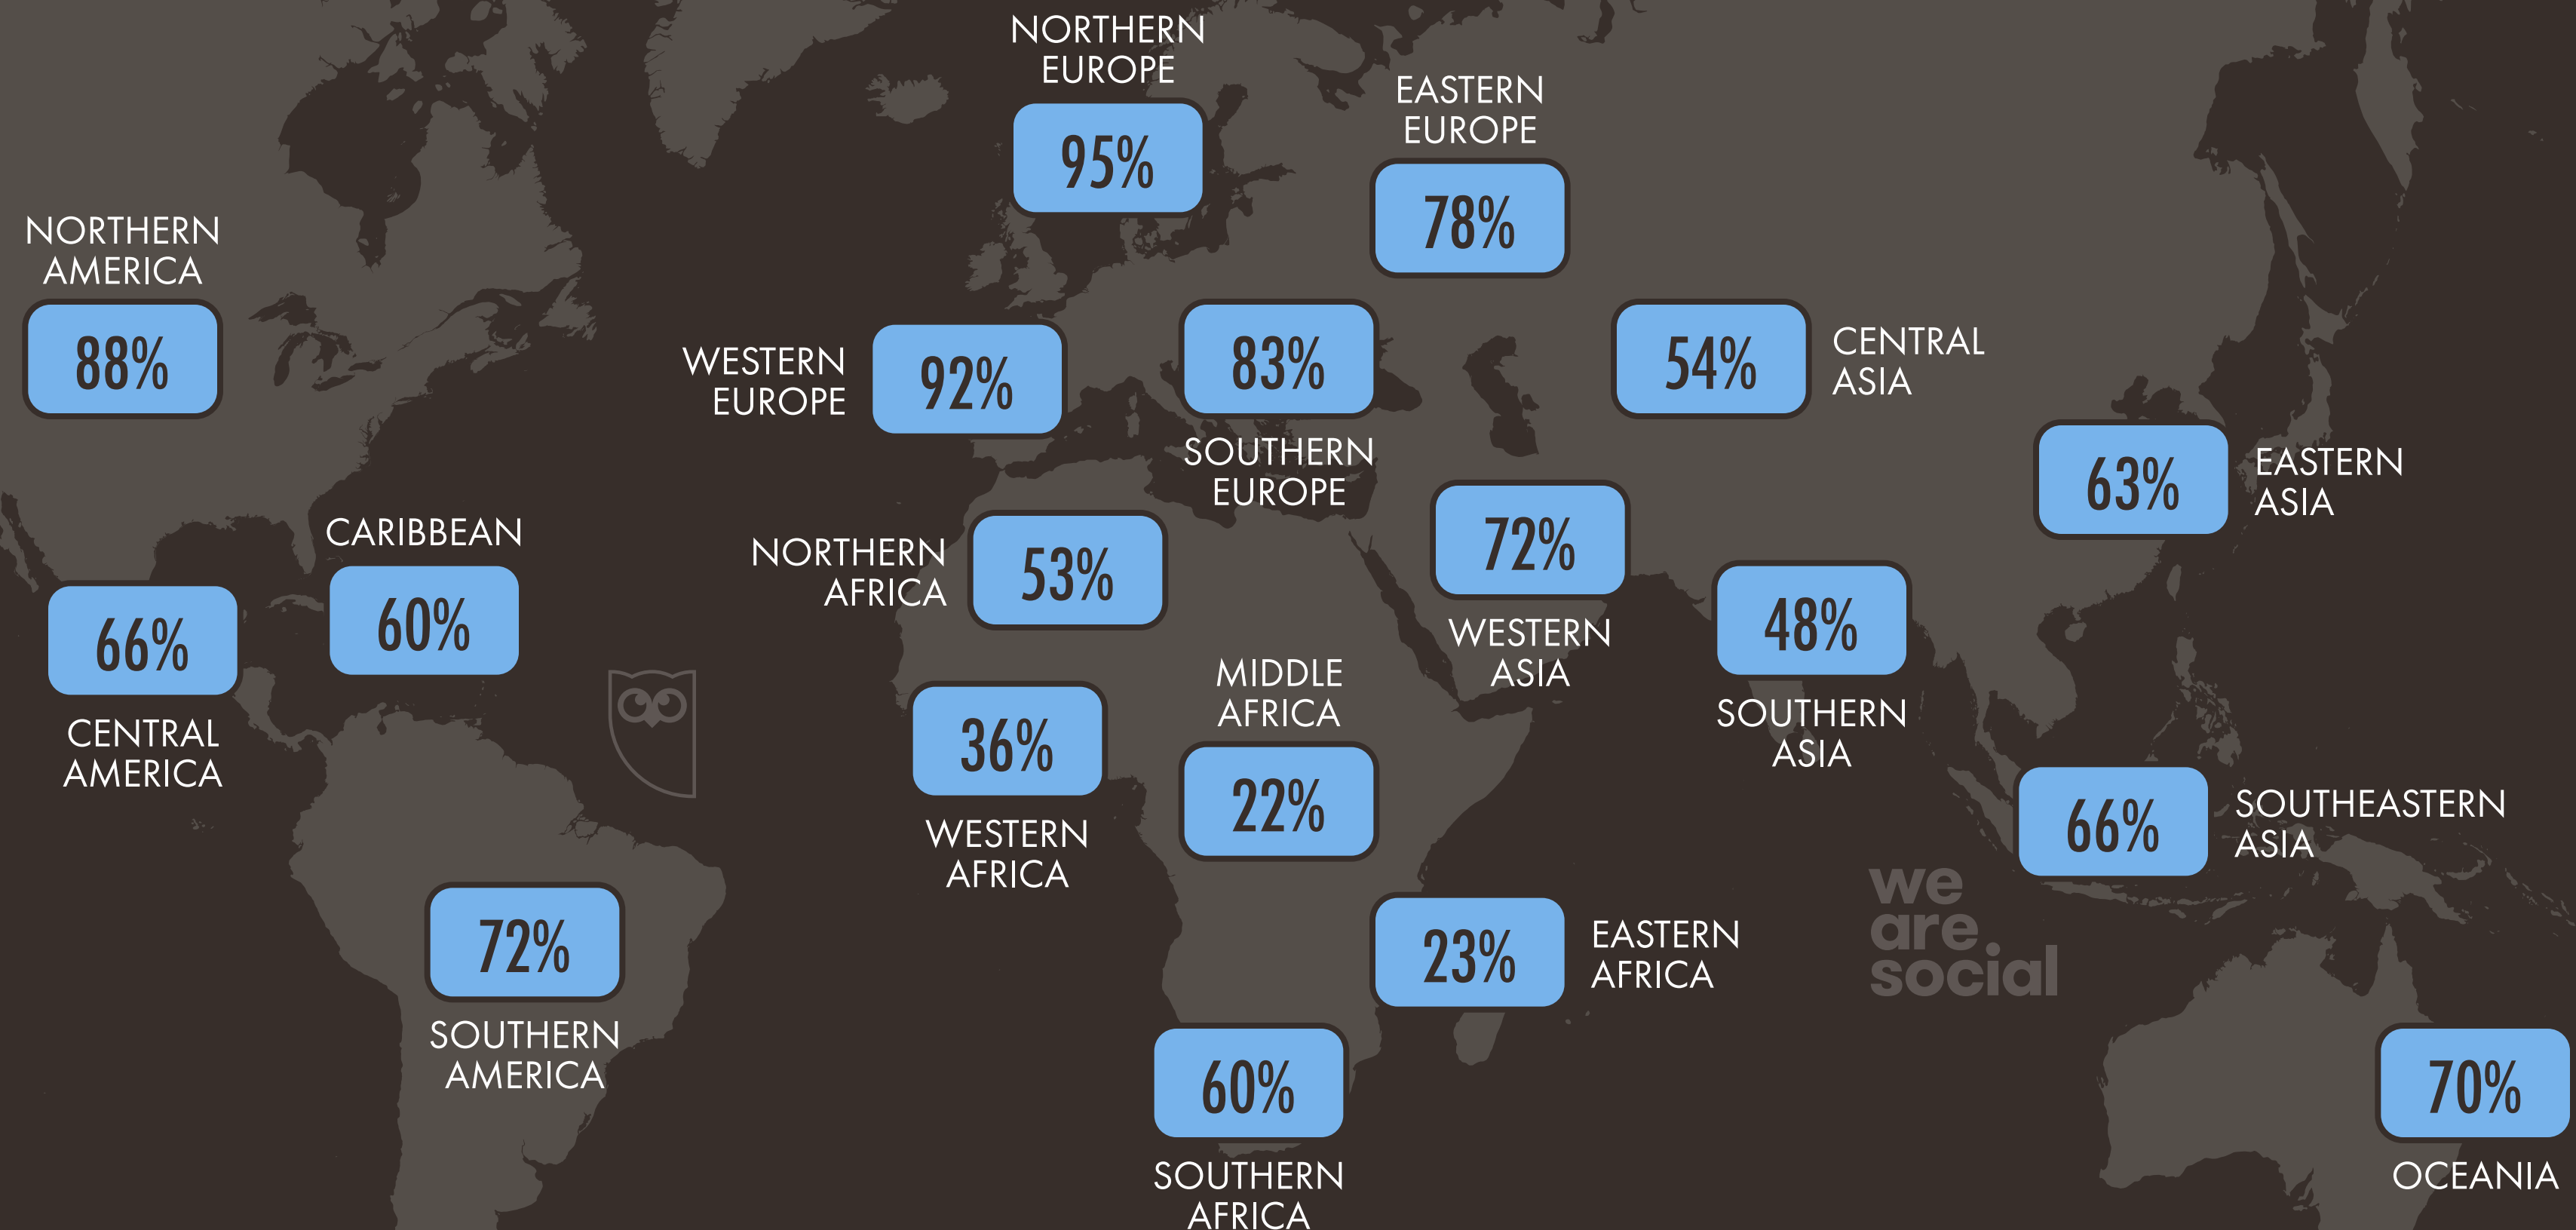 NORTHERN
EUROPE
95%
EASTERN
EUROPE
78%
NORTHERN
AMERICA
88%
WESTERN
EUROPE
92%
83%
SOUTHERN
EUROPE
54%
CENTRAL
ASIA
63%
EASTERN
ASIA
CARIBBEAN
60%
66%
CENTRAL
AMERICA
NORTHERN
AFRICA
53%
72%
WESTERN
ASIA
48%
SOUTHERN
ASIA
36%
WESTERN
AFRICA
MIDDLE
AFRICA
22%
66%
SOUTHEASTERN
ASIA
72%
SOUTHERN
AMERICA
23%
EASTERN
AFRICA
we
are
social
60%
SOUTHERN
AFRICA
70%
OCEANIA